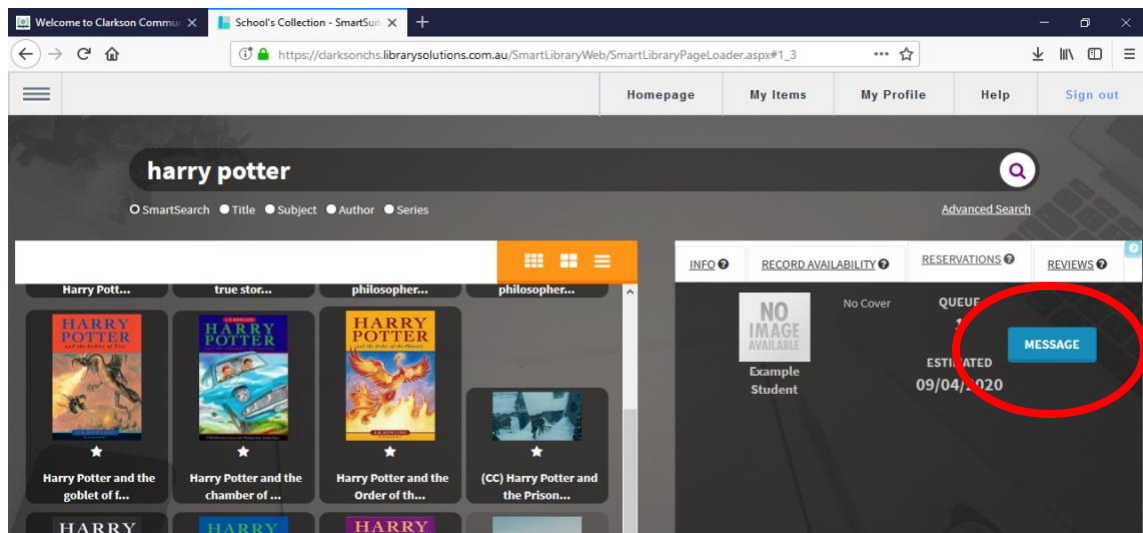 Welcome to Clarkson Commun
School's Collection - SmartSuit
https://clarksonchs.librarysolutions.com.au/SmartLibraryWeb/SmartLibraryPageLoader.aspx#1_3
Homepage My Items My Profile Help Sign out
harry potter
SmartSearch Title Subject Author Series
Advanced Search
INFO RECORD AVAILABILITY RESERVATIONS REVIEWS
Harry Pott... true stor... philosopher... philosopher...
HARRY POTTER
HARRY POTTER
HARRY POTTER
Harry Potter and the goblet of f...
Harry Potter and the chamber of ...
Harry Potter and the Order of th...
(CC) Harry Potter and the Prison...
HARRY HARRY HARRY
NO IMAGE AVAILABLE
Example Student
No Cover
QUEUE
ESTIMATED
09/04/2020
MESSAGE